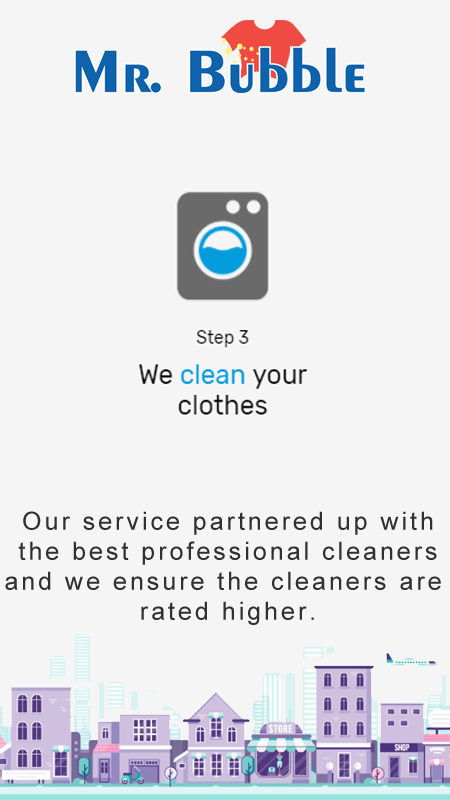 Mr. Bubble
Step 3
We clean your
clothes
Our service partnered up with
the best professional cleaners
and we ensure the cleaners are
rated higher.
STORE
SHOP